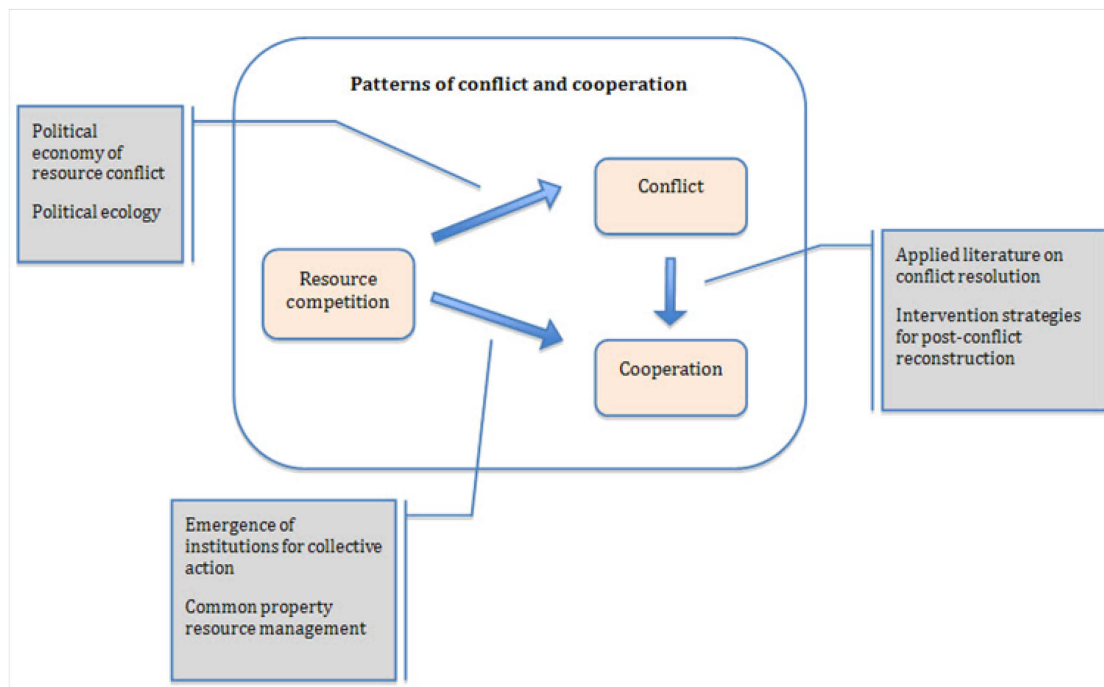 Patterns of conflict and cooperation
Political
economy of
resource conflict
Political ecology
Conflict
Resource
competition
Cooperation
Applied literature on
conflict resolution
Intervention strategies
for post-conflict
reconstruction
Emergence of
institutions for collective
action
Common property
resource management